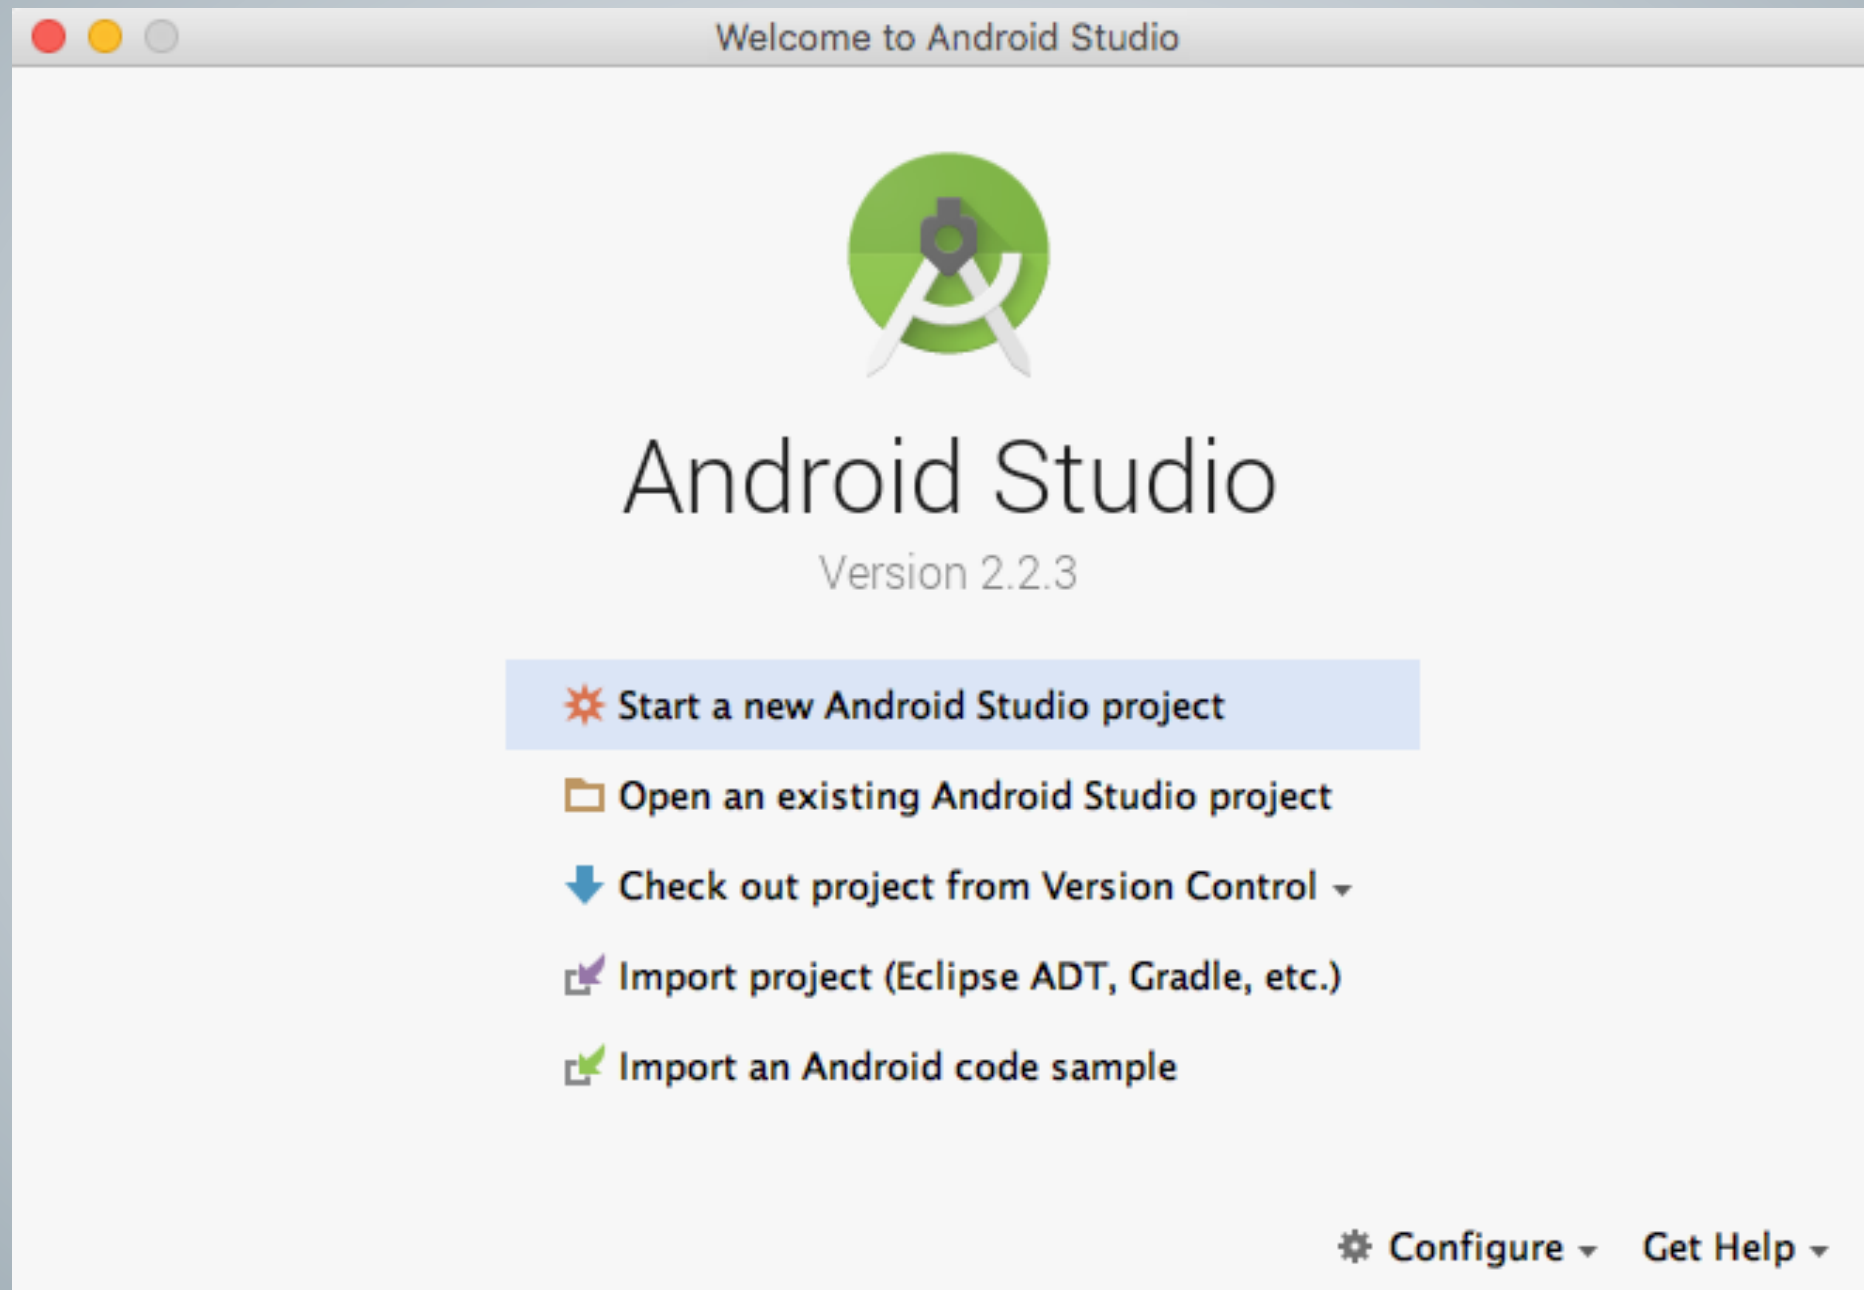 Welcome to Android Studio
Android Studio
Version 2.2.3
Start a new Android Studio project
Open an existing Android Studio project
Check out project from Version Control
Import project (Eclipse ADT, Gradle, etc.)
Import an Android code sample
Configure
Get Help